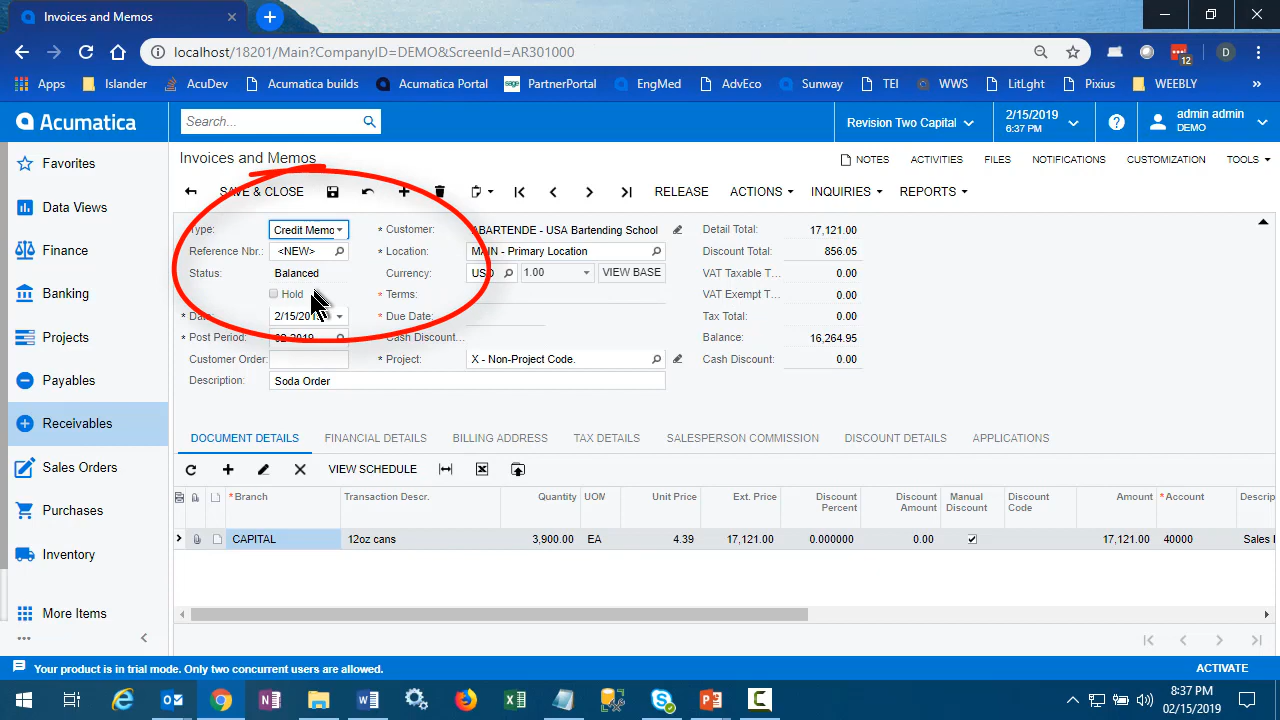 Invoices and Memos
localhost/18201/Main?CompanyID=DEMO&ScreenId=AR301000
D
12
Apps Islander AcuDev Acumatica builds Acumatica Portal sage PartnerPortal EngMed AdvEco Sunway TEI WWS LitLght Pixius WEEBLY »
Acumatica Search... Revision Two Capital 2/15/2019 6:37 PM admin admin DEMO
Favorites
Data Views
Finance
Banking
Projects
Payables
Receivables
Sales Orders
Purchases
Inventory
More Items
Invoices and Memos NOTES ACTIVITIES FILES NOTIFICATIONS CUSTOMIZATION TOOLS
SAVE & CLOSE RELEASE ACTIONS INQUIRIES REPORTS
Type: Credit Memo * Customer: ABARTENDE - USA Bartending School Detail Total: 17,121.00
Reference Nbr.: <NEW> * Location: MAIN - Primary Location Discount Total: 856.05
Status: Balanced Currency: USD 1.00 VIEW BASE VAT Taxable T... 0.00
Hold * Terms: VAT Exempt T... 0.00
* Date: 2/15/2019 * Due Date: Tax Total: 0.00
* Post Period: 02-2019 Cash Discount... Balance: 16,264.95
Customer Order: * Project: X - Non-Project Code. Cash Discount: 0.00
Description: Soda Order
DOCUMENT DETAILS FINANCIAL DETAILS BILLING ADDRESS TAX DETAILS SALESPERSON COMMISSION DISCOUNT DETAILS APPLICATIONS
VIEW SCHEDULE
* Branch Transaction Descr. Quantity UOM Unit Price Ext. Price Discount Percent Discount Amount Manual Discount Discount Code Amount * Account Descrip
CAPITAL 12oz cans 3,900.00 EA 4.39 17,121.00 0.000000 0.00 17,121.00 40000 Sales
Your product is in trial mode. Only two concurrent users are allowed. ACTIVATE
8:37 PM
02/15/2019